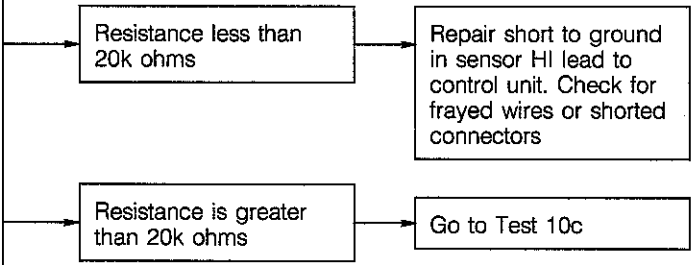 Resistance less than
20k ohms
Repair short to ground
in sensor HI lead to
control unit. Check for
frayed wires or shorted
connectors
Resistance is greater
than 20k ohms
Go to Test 10c